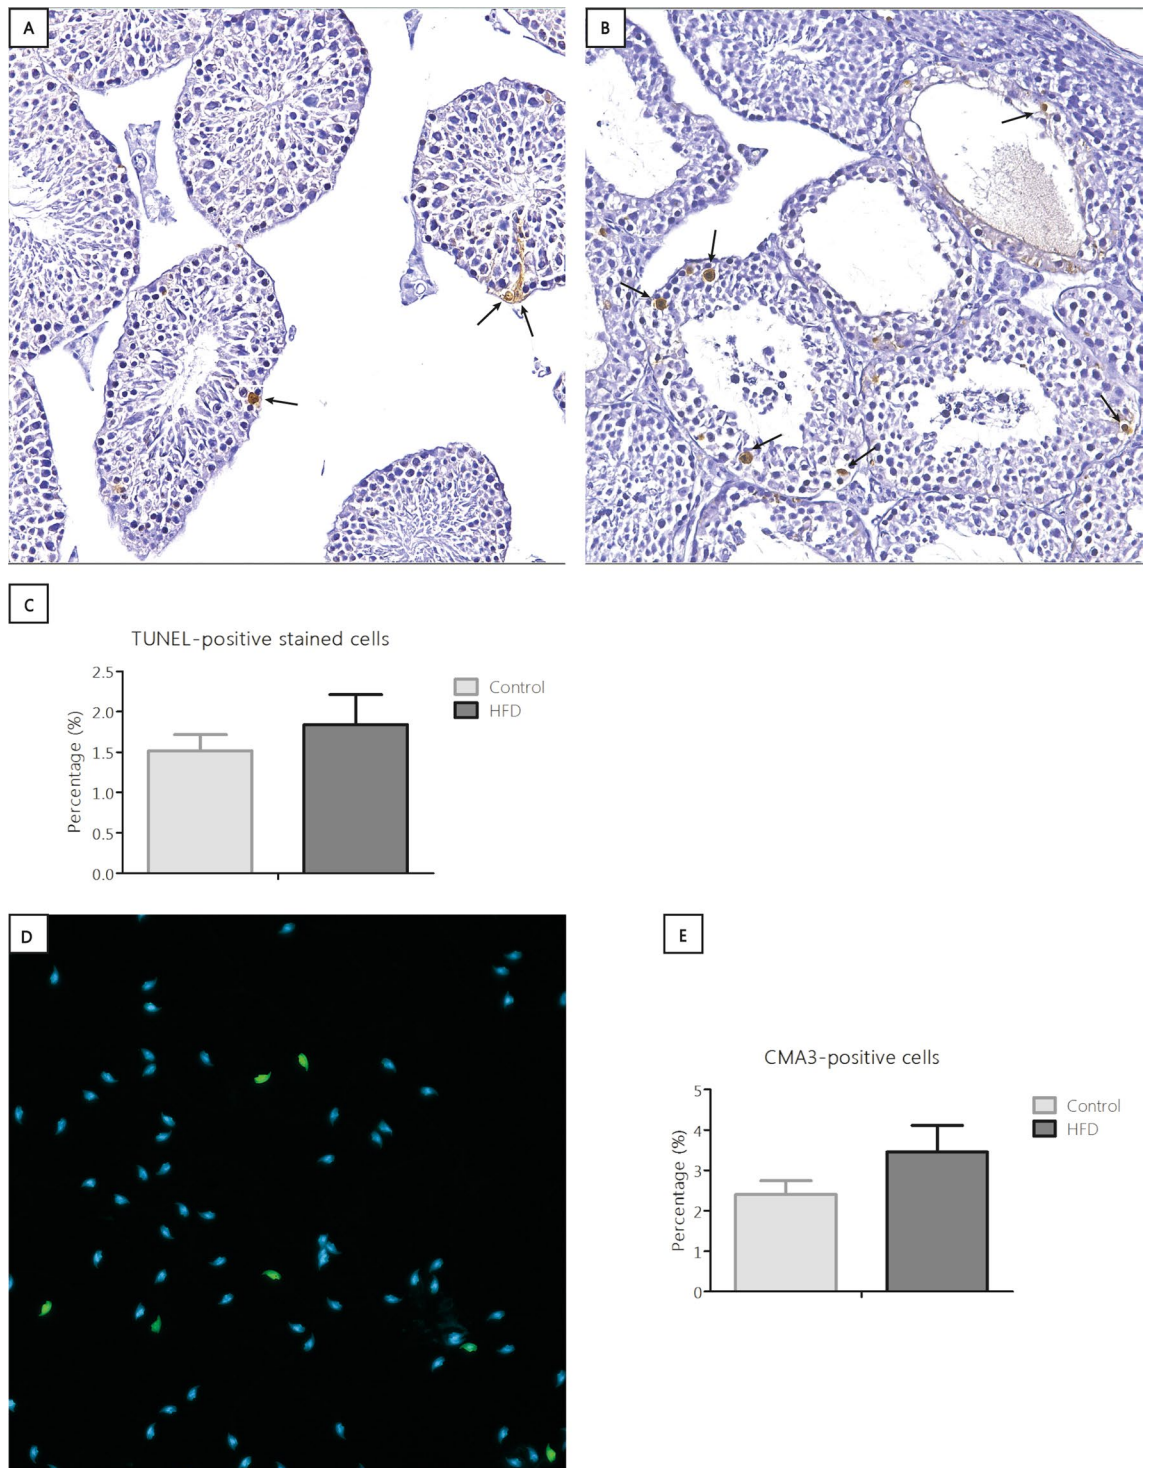 A
B
C
TUNEL-positive stained cells
Percentage (%)
2.5
2.0
1.5
1.0
0.5
0.0
Control
HFD
D
E
CMA3-positive cells
Percentage (%)
5
4
3
2
1
0
Control
HFD